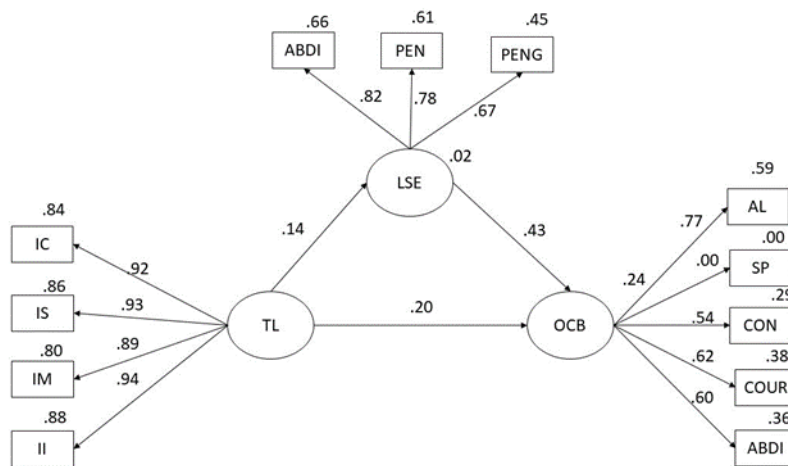 .66 .61 .45
ABDI PEN PENG
.82 .78 .67
LSE .02
.59
AL
.84
IC
.14 .43 .77
.00
.00 SP
.92
.24
.86
IS .93
.29
TL .20 OCB .54 CON
.80 .89
IM
.62 .38
COUR
.94
.60
.36
.88
II ABDI